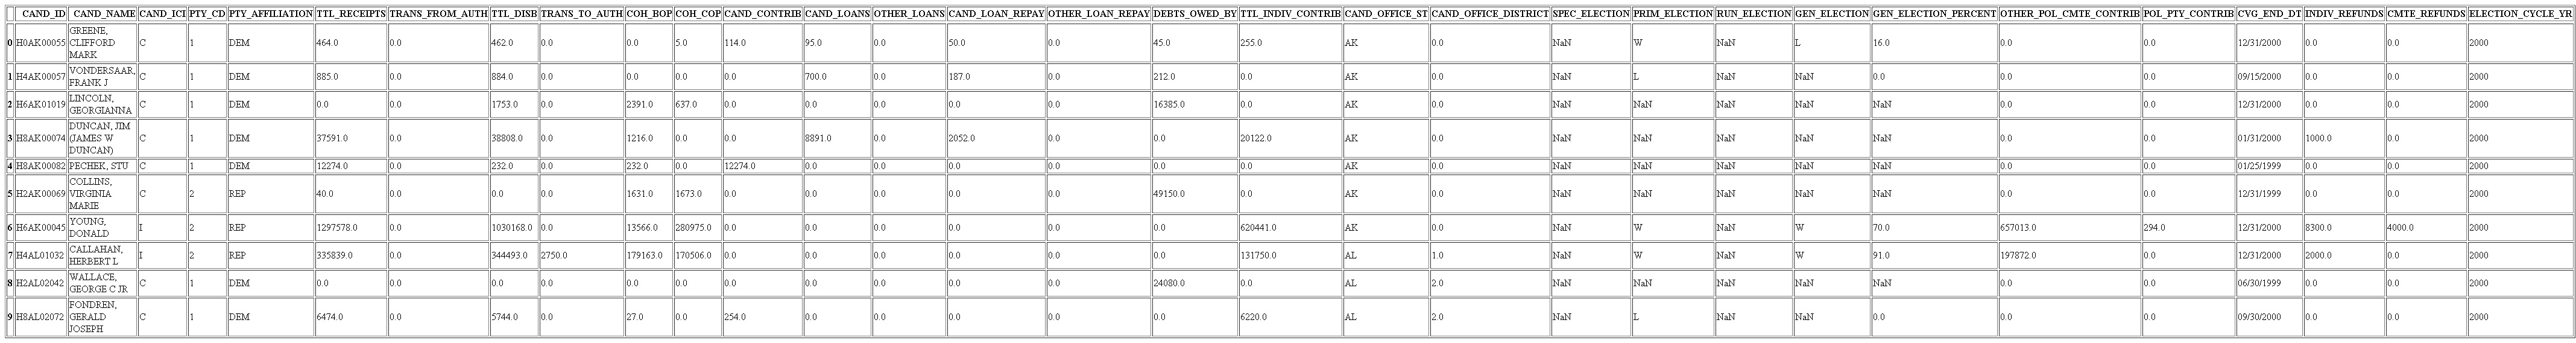 CAND_ID CAND_NAME CAND_ICI PTY_CD PTY_AFFILIATION TTL_RECEIPTS TRANS_FROM_AUTH TTL_DISB TRANS_TO_AUTH COH_BOP COH_COP CAND_CONTRIB CAND_LOANS OTHER_LOANS CAND_LOAN_REPAY OTHER_LOAN_REPAY DEBTS_OWED_BY TTL_INDIV_CONTRIB CAND_OFFICE_ST CAND_OFFICE_DISTRICT SPEC_ELECTION PRIM_ELECTION RUN_ELECTION GEN_ELECTION GEN_ELECTION_PERCENT OTHER_POL_CMTE_CONTRIB POL_PTY_CONTRIB CVG_END_DT INDIV_REFUNDS CMTE_REFUNDS ELECTION_CYCLE_YR
GREENE,
0 H0AK00055 CLIFFORD C 1 DEM 464.0 0.0 462.0 0.0 0.0 5.0 114.0 95.0 0.0 50.0 0.0 45.0 255.0 AK 0.0 NaN W NaN L 16.0 0.0 0.0 12/31/2000 0.0 0.0 2000
MARK
VONDERSAAR,
1 H4AK00057 C 1 DEM 885.0 0.0 884.0 0.0 0.0 0.0 0.0 700.0 0.0 187.0 0.0 212.0 0.0 AK 0.0 NaN L NaN NaN 0.0 0.0 0.0 09/15/2000 0.0 0.0 2000
FRANK J
LINCOLN,
2 H6AK01019 C 1 DEM 0.0 0.0 1753.0 0.0 2391.0 637.0 0.0 0.0 0.0 0.0 0.0 16385.0 0.0 AK 0.0 NaN NaN NaN NaN NaN 0.0 0.0 12/31/2000 0.0 0.0 2000
GEORGIANNA
DUNCAN, JIM
3 H8AK00074 (JAMES W C 1 DEM 37591.0 0.0 38808.0 0.0 1216.0 0.0 0.0 8891.0 0.0 2052.0 0.0 0.0 20122.0 AK 0.0 NaN NaN NaN NaN NaN 0.0 0.0 01/31/2000 1000.0 0.0 2000
DUNCAN)
4 H8AK00082 PECHEK, STU C 1 DEM 12274.0 0.0 232.0 0.0 232.0 0.0 12274.0 0.0 0.0 0.0 0.0 0.0 0.0 AK 0.0 NaN NaN NaN NaN NaN 0.0 0.0 01/25/1999 0.0 0.0 2000
COLLINS,
5 H2AK00069 VIRGINIA C 2 REP 40.0 0.0 0.0 0.0 1631.0 1673.0 0.0 0.0 0.0 0.0 0.0 49150.0 0.0 AK 0.0 NaN NaN NaN NaN NaN 0.0 0.0 12/31/1999 0.0 0.0 2000
MARIE
YOUNG,
6 H6AK00045 I 2 REP 1297578.0 0.0 1030168.0 0.0 13566.0 280975.0 0.0 0.0 0.0 0.0 0.0 0.0 620441.0 AK 0.0 NaN W NaN W 70.0 657013.0 294.0 12/31/2000 8300.0 4000.0 2000
DONALD
CALLAHAN,
7 H4AL01032 I 2 REP 335839.0 0.0 344493.0 2750.0 179163.0 170506.0 0.0 0.0 0.0 0.0 0.0 0.0 131750.0 AL 1.0 NaN W NaN W 91.0 197872.0 0.0 12/31/2000 2000.0 0.0 2000
HERBERT L
WALLACE,
8 H2AL02042 C 1 DEM 0.0 0.0 0.0 0.0 0.0 0.0 0.0 0.0 0.0 0.0 0.0 24080.0 0.0 AL 2.0 NaN NaN NaN NaN NaN 0.0 0.0 06/30/1999 0.0 0.0 2000
GEORGE C JR
FONDREN,
9 H8AL02072 GERALD C 1 DEM 6474.0 0.0 5744.0 0.0 27.0 0.0 254.0 0.0 0.0 0.0 0.0 0.0 6220.0 AL 2.0 NaN L NaN NaN 0.0 0.0 0.0 09/30/2000 0.0 0.0 2000
JOSEPH